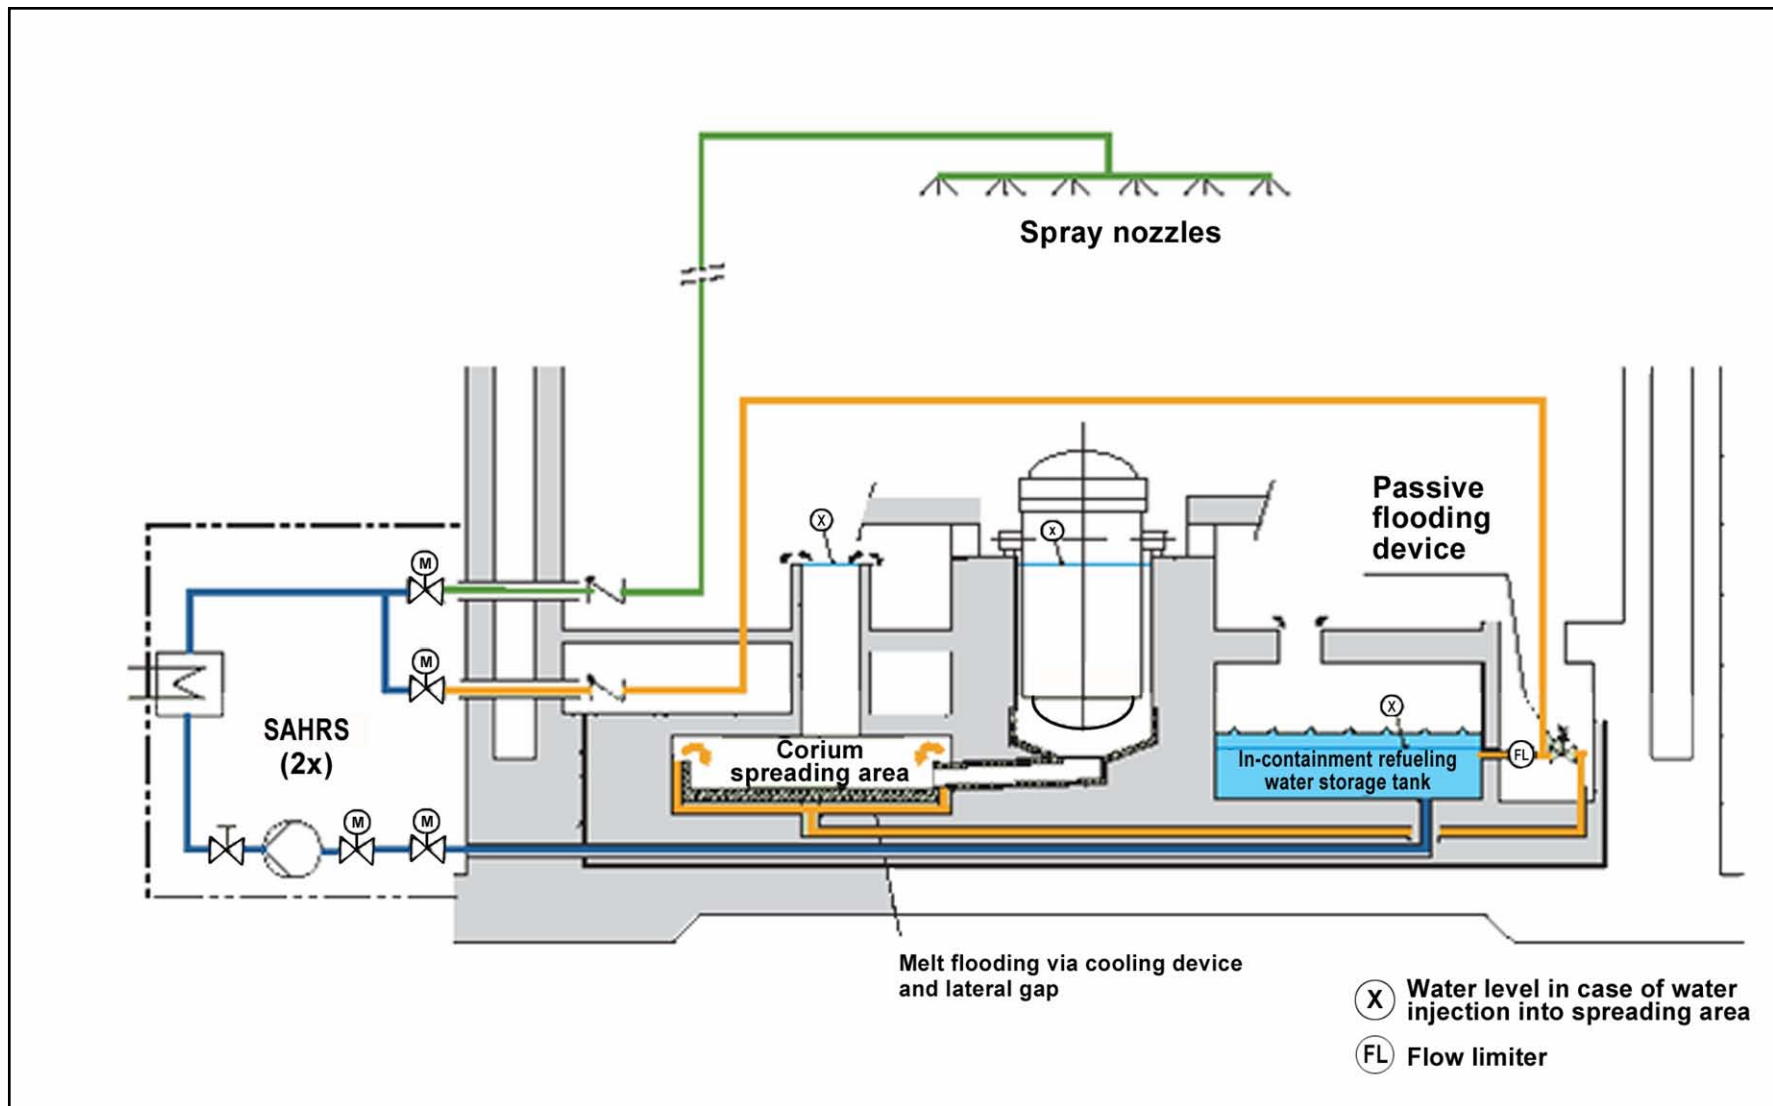 Spray nozzles
Passive
flooding
device
X
X
M
M
X
SAHRS
(2x)
Corium
spreading area
In-containment refueling
water storage tank
FL
M
M
Melt flooding via cooling device
and lateral gap
X Water level in case of water
injection into spreading area
FL Flow limiter